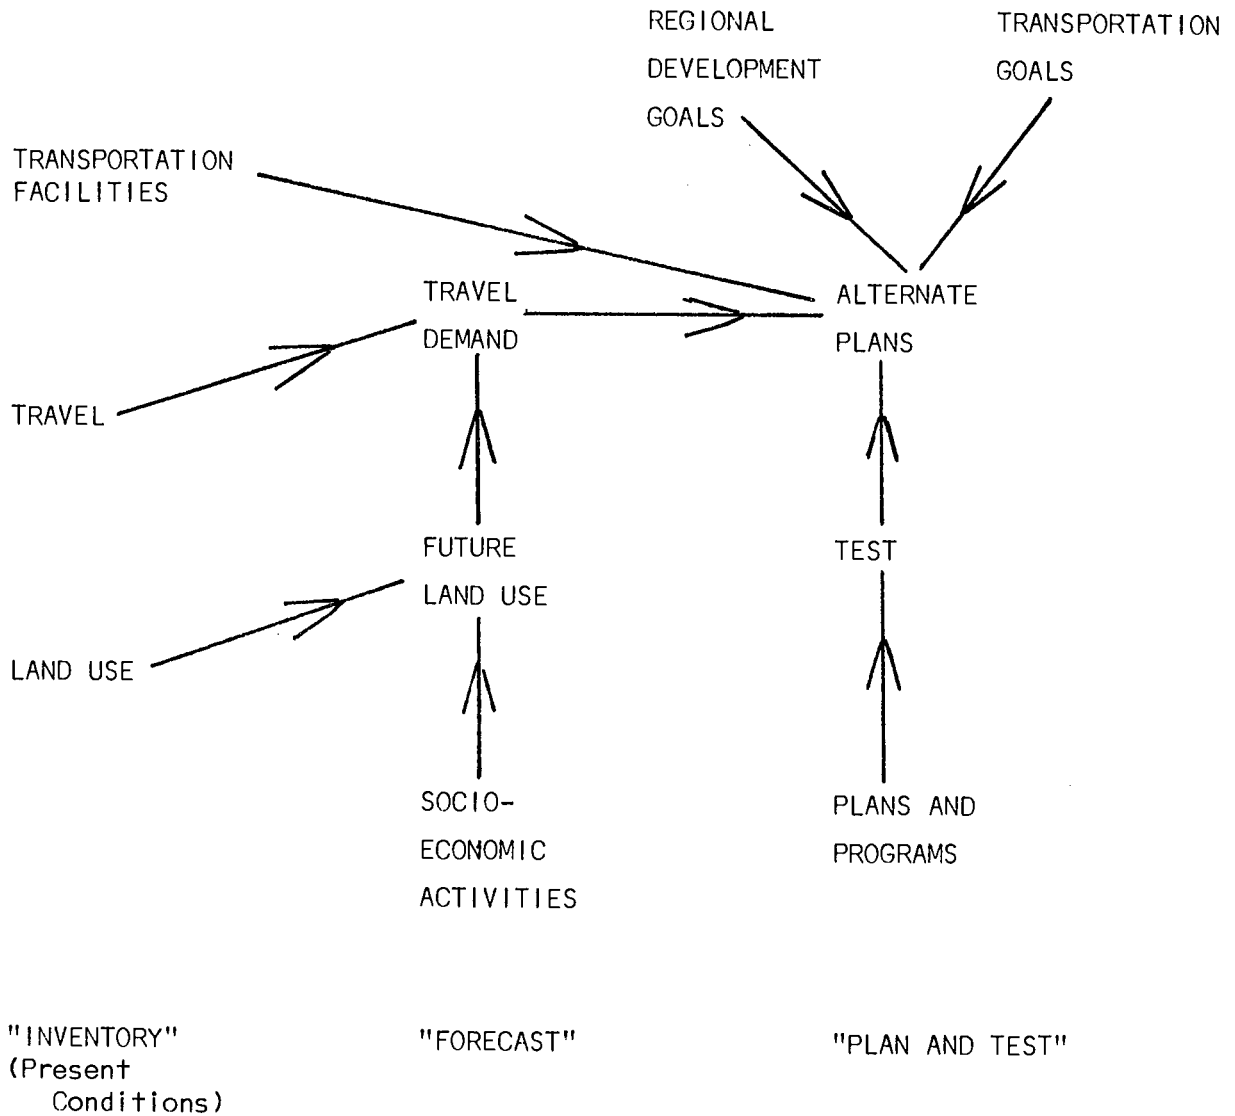 REGIONAL
DEVELOPMENT
GOALS
TRANSPORTATION
GOALS
TRANSPORTATION
FACILITIES
TRAVEL
DEMAND
ALTERNATE
PLANS
TRAVEL
FUTURE
LAND USE
TEST
LAND USE
SOCIO-
ECONOMIC
ACTIVITIES
PLANS AND
PROGRAMS
"INVENTORY"
(Present
Conditions)
"FORECAST"
"PLAN AND TEST"